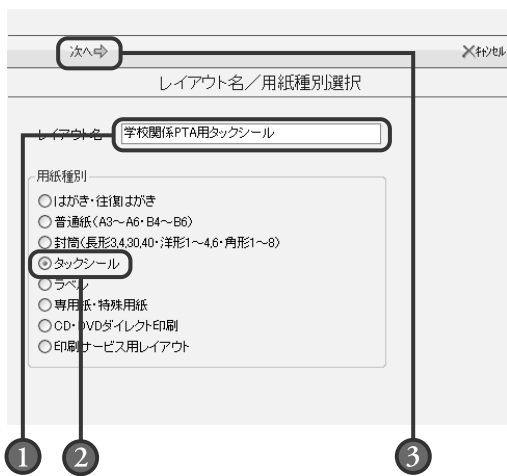 次へ⇨
✕キャンセル
レイアウト名／用紙種別選択
レイアウト名
学校関係PTA用タックシール
用紙種別
はがき・往復はがき
普通紙(A3～A6・B4～B6)
封筒(長形3,4,30,40・洋形1～4,6・角形1～8)
タックシール
ラベル
専用紙・特殊用紙
CD・DVDダイレクト印刷
印刷サービス用レイアウト
1 2 3